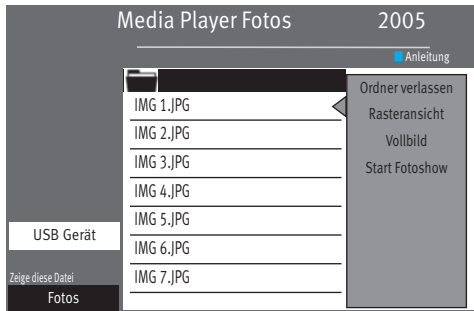 Media Player Fotos 2005
Anleitung
IMG 1.JPG
IMG 2.JPG
IMG 3.JPG
IMG 4.JPG
IMG 5.JPG
IMG 6.JPG
IMG 7.JPG
Ordner verlassen
Rasteransicht
Vollbild
Start Fotoshow
USB Gerät
Zeige diese Datei
Fotos